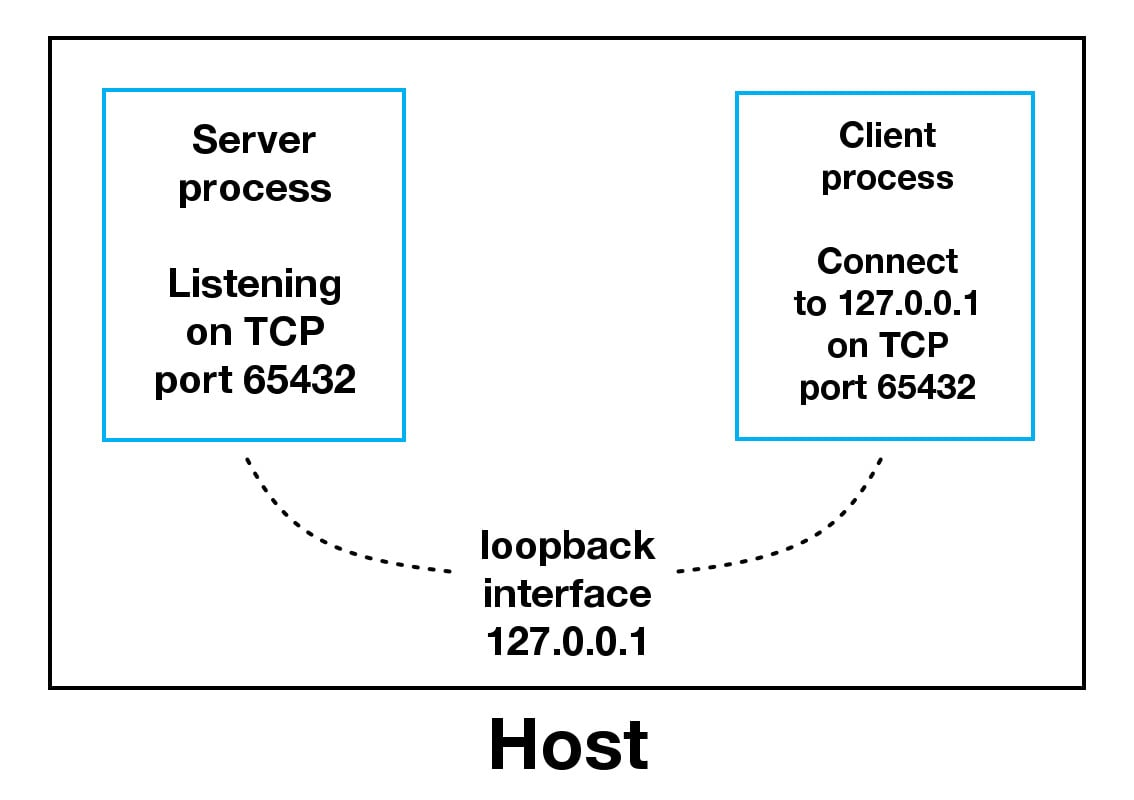 Server
process
Listening
on TCP
port 65432
Client
process
Connect
to 127.0.0.1
on TCP
port 65432
loopback
interface
127.0.0.1
Host